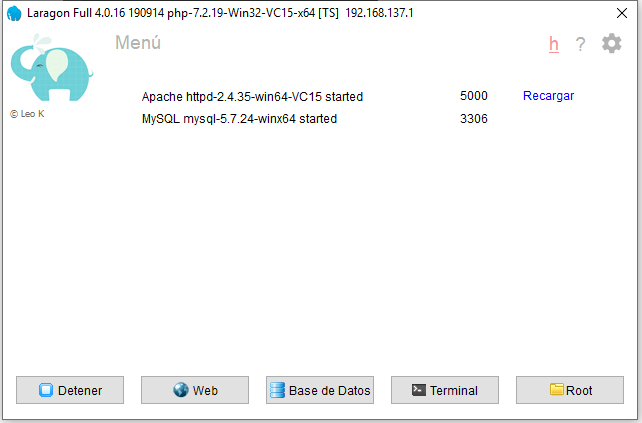 Laragon Full 4.0.16 190914 php-7.2.19-Win32-VC15-x64 [TS] 192.168.137.1
Menú
h ?
© Leo K
Apache httpd-2.4.35-win64-VC15 started 5000 Recargar
MySQL mysql-5.7.24-winx64 started 3306
Detener Web Base de Datos Terminal Root